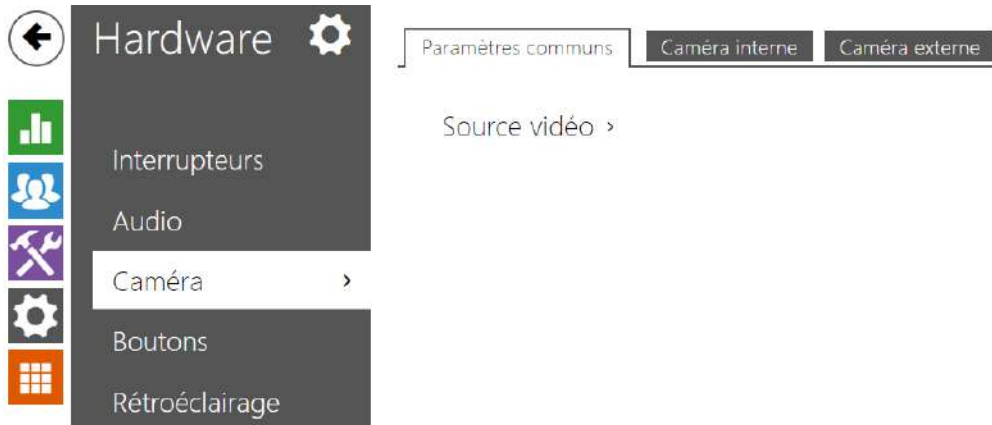 Hardware
Paramètres communs
Caméra interne
Caméra externe
Source vidéo
Interrupteurs
Audio
Caméra
Boutons
Rétroéclairage